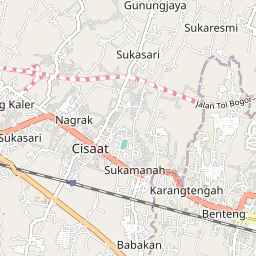 Gunungjaya
Sukaresmi
Sukasari
g Kaler
Jalan Tol Bogor
Nagrak
Sukasari
Cisaat
Sukamanah
Karangtengah
Benteng
Babakan